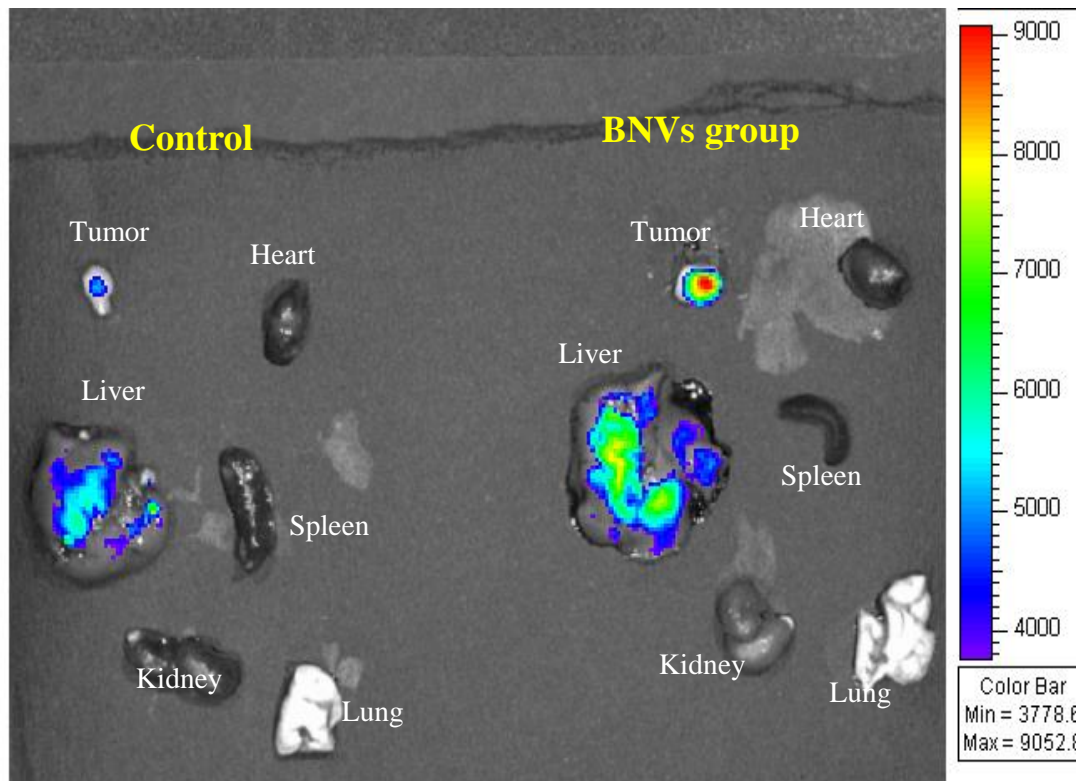 Control
BNVs group
Tumor
Heart
Liver
Spleen
Kidney
Lung
Tumor
Heart
Liver
Spleen
Kidney
Lung
9000
8000
7000
6000
5000
4000
Color Bar
Min = 3778.6
Max = 9052.8